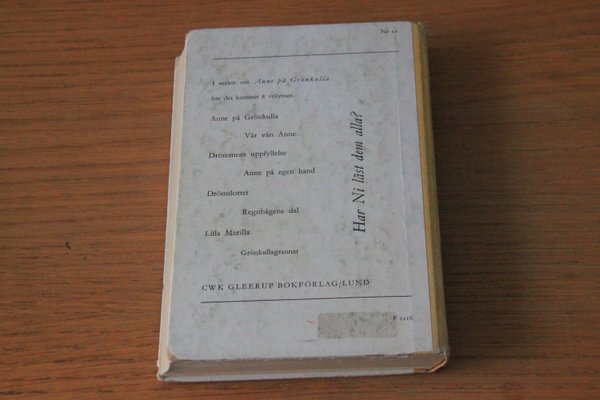 Nr 10
I serien om Anne på Grönkulla
har det kommit 8 volymer.
Anne på Grönkulla
Vår vän Anne
Drömmens uppfyllelse
Anne på egen hand
Drömslottet
Regnbågens dal
Lilla Marilla
Grönkullagrannar
Har Ni läst dem alla?
CWK GLEERUP BOKFÖRLAG/LUND
F 1216